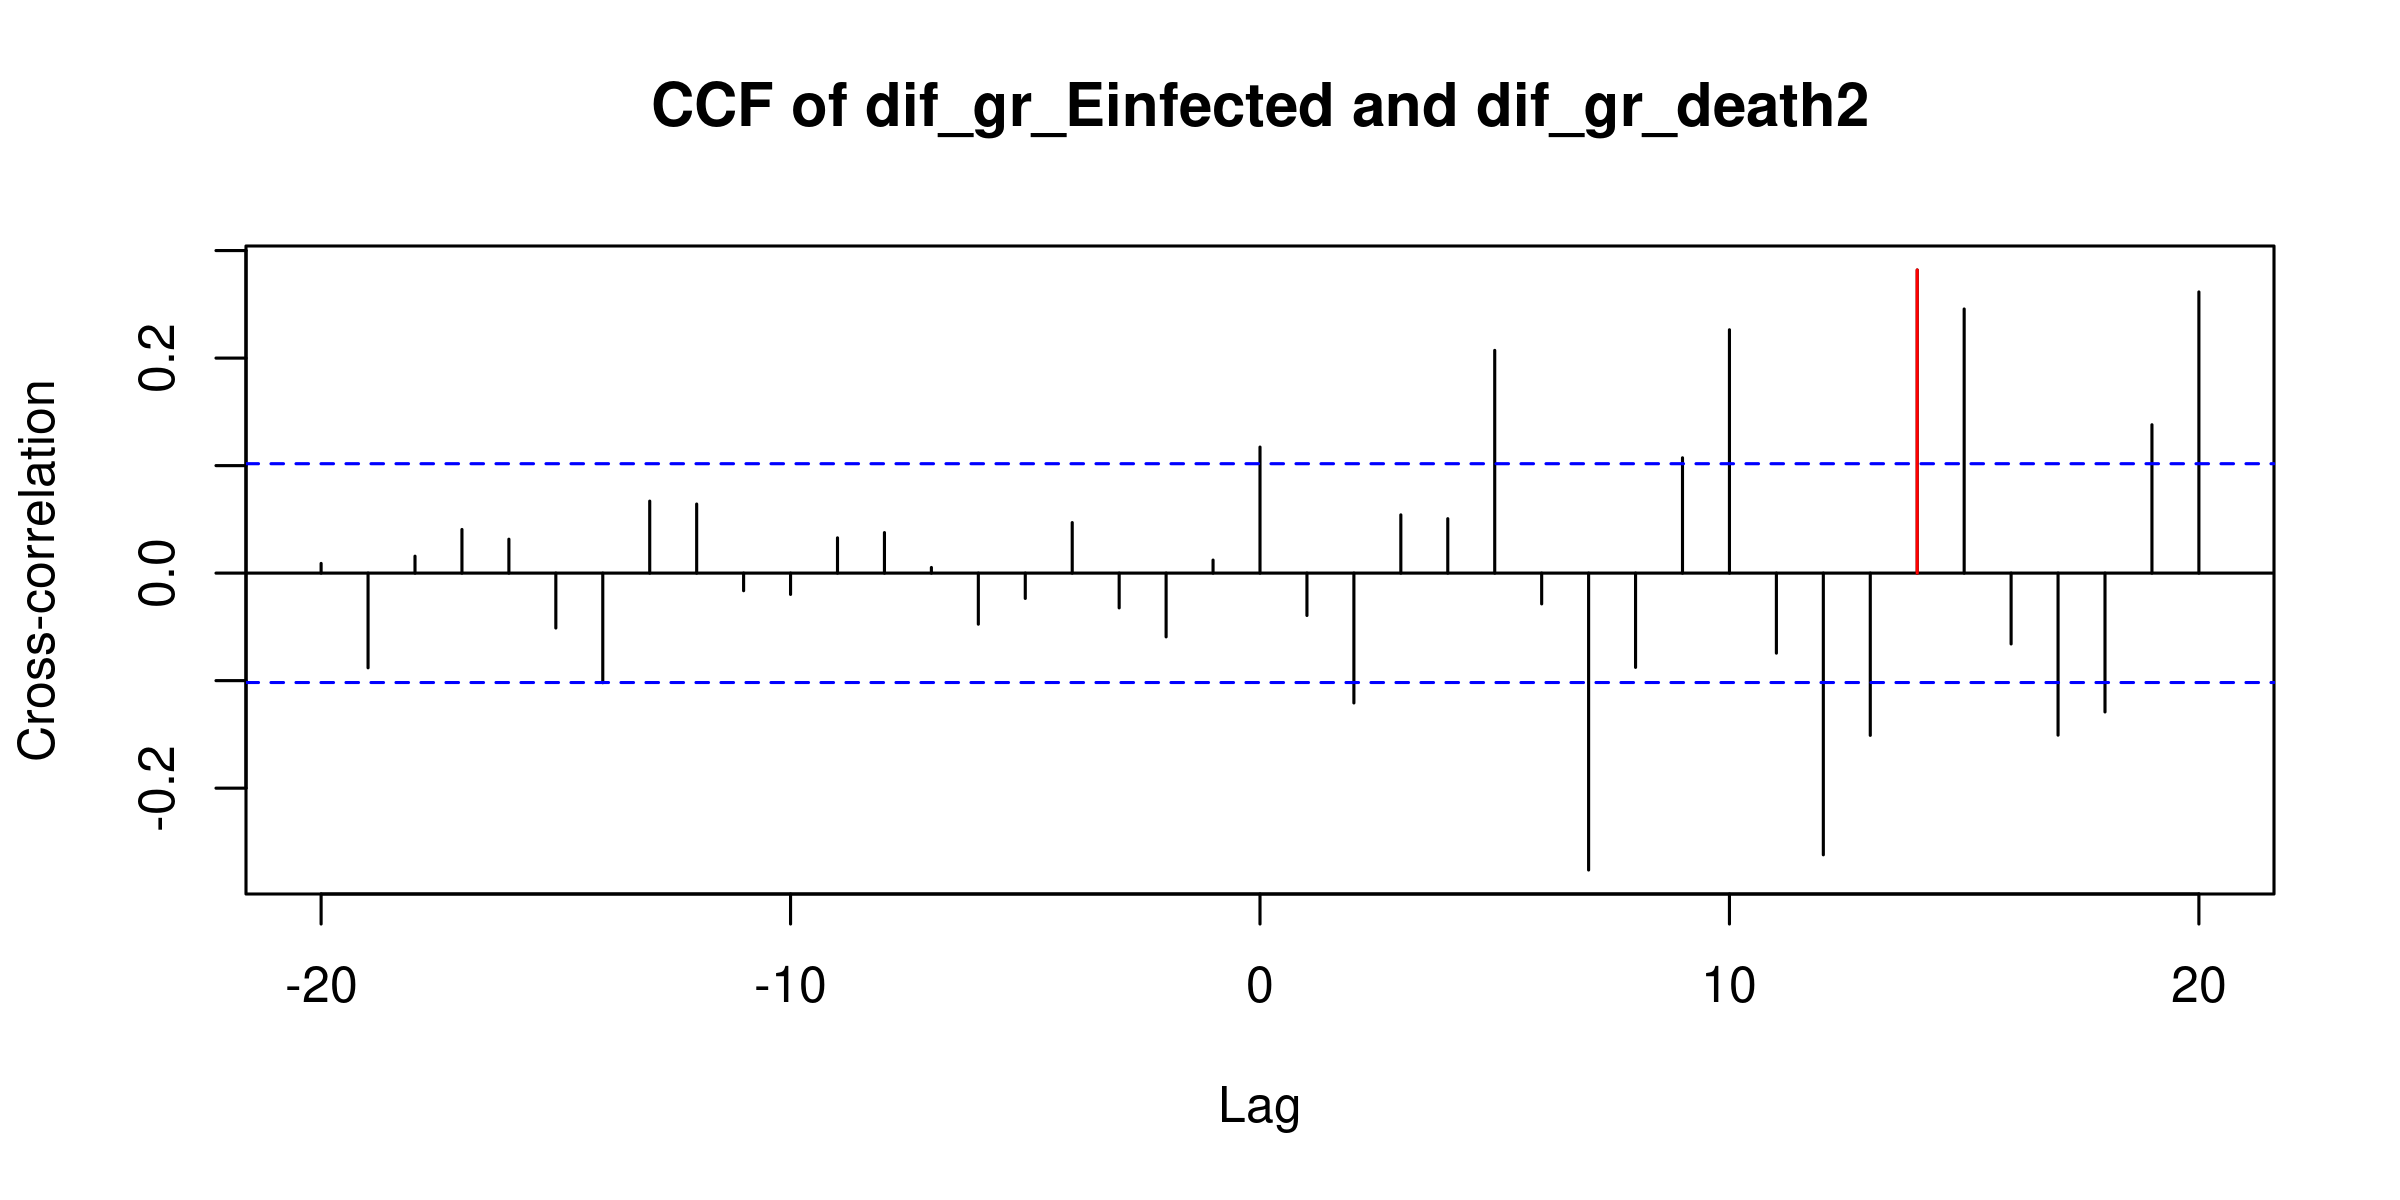 CCF of dif_gr_Einfected and dif_gr_death2
Cross-correlation
0.2
0.0
-0.2
-20 -10 0 10 20
Lag